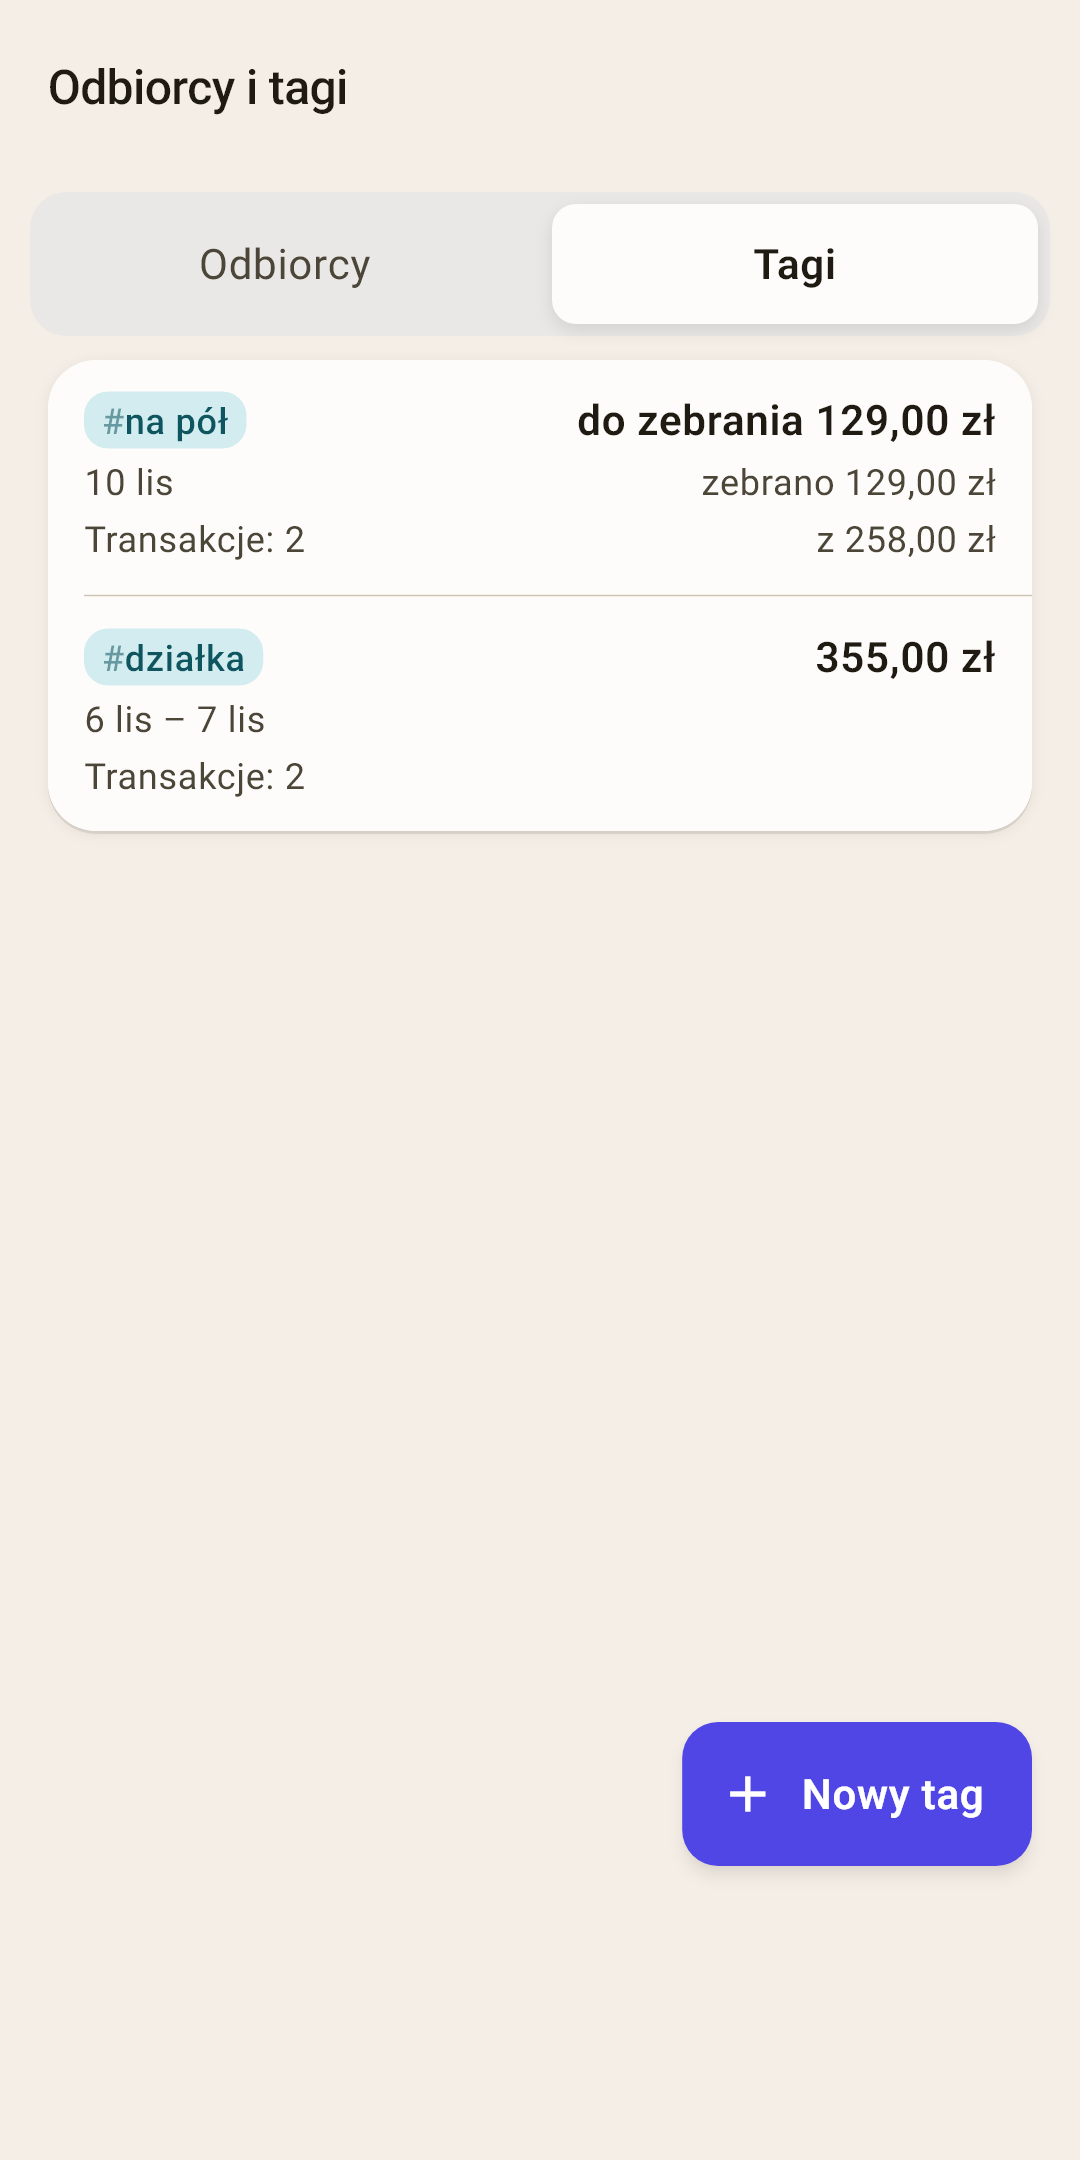 Odbiorcy i tagi
Odbiorcy
Tagi
#na pół
do zebrania 129,00 zł
10 lis
zebrano 129,00 zł
Transakcje: 2
z 258,00 zł
#działka
355,00 zł
6 lis – 7 lis
Transakcje: 2
+ Nowy tag